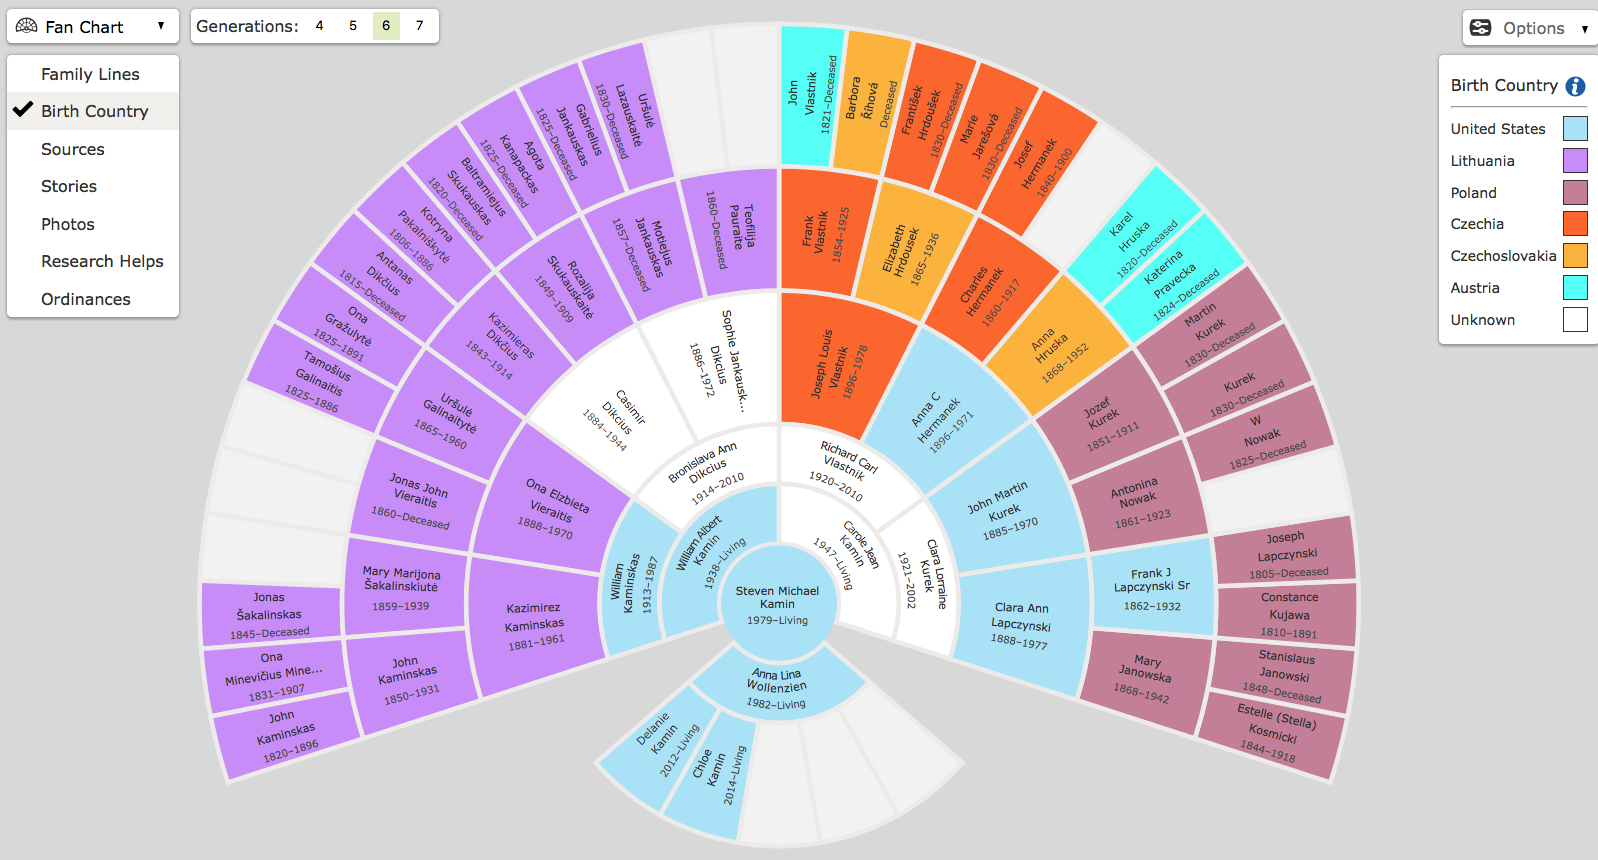 Fan Chart
Generations: 4 5 6 7
Options
Family Lines
Birth Country
Sources
Stories
Photos
Research Helps
Ordinances
Birth Country
United States
Lithuania
Poland
Czechia
Czechoslovakia
Austria
Unknown
John
Kaminskas
1820–1896
Ona
Minevičius Mine...
1831–1907
Jonas
Šakalinskas
1845–Deceased
Tamošius
Galinaitis
1825–1886
Ona
Gražulytė
1825–1891
Antanas
Dikčius
1815–Deceased
Kotryna
Pakalniškytė
1806–1886
Baltramiejus
Skukauskas
1820–Deceased
Agota
Kanapackas
1825–Deceased
Gabrielius
Jankauskas
1825–Deceased
Uršulė
Lazauskaitė
1830–Deceased
John
Vlastnik
1821–Deceased
Barbora
Říhová
Deceased
František
Hrdoušek
1830–Deceased
Marie
Jarešová
1830–Deceased
Josef
Hermanek
1840–1900
Karel
Hruska
1820–Deceased
Katerina
Pravecka
1824–Deceased
Martin
Kurek
1830–Deceased
Kurek
1830–Deceased
W
Nowak
1825–Deceased
Joseph
Lapczynski
1805–Deceased
Constance
Kujawa
1810–1891
Stanislaus
Janowski
1848–Deceased
Estelle (Stella)
Kosmicki
1844–1918
John
Kaminskas
1850–1931
Mary Marijona
Šakalinskiutė
1859–1939
Jonas John
Vieraitis
1860–Deceased
Uršulė
Galinaitytė
1865–1960
Kazimieras
Dikčius
1843–1914
Rozalija
Skukauskaitė
1849–1909
Motiejus
Jankauskas
1857–Deceased
Teofilija
Pauraite
1860–Deceased
Frank
Vlastnik
1854–1925
Elizabeth
Hrdousek
1865–1936
Charles
Hermanek
1860–1917
Anna
Hruska
1868–1952
Jozef
Kurek
1851–1911
Antonina
Nowak
1861–1923
Frank J
Lapczynski Sr
1862–1932
Mary
Janowska
1868–1942
Kazimirez
Kaminskas
1881–1961
Ona Elzbieta
Vieraitis
1888–1970
Casimir
Dikcius
1884–1944
Sophie Jankausk...
Dikcius
1886–1972
Joseph Louis
Vlastnik
1896–1978
Anna C
Hermanek
1896–1971
John Martin
Kurek
1885–1970
Clara Ann
Lapczynski
1888–1977
William
Kaminskas
1913–1987
Bronislava Ann
Dikcius
1914–2010
Richard Carl
Vlastnik
1920–2010
Clara Lorraine
Kurek
1921–2002
William Albert
Kamin
1938–Living
Carole Jean
Kamin
1947–Living
Steven Michael
Kamin
1979–Living
Anna Lina
Wollenzien
1982–Living
Delanie
Kamin
2012–Living
Chloe
Kamin
2014–Living